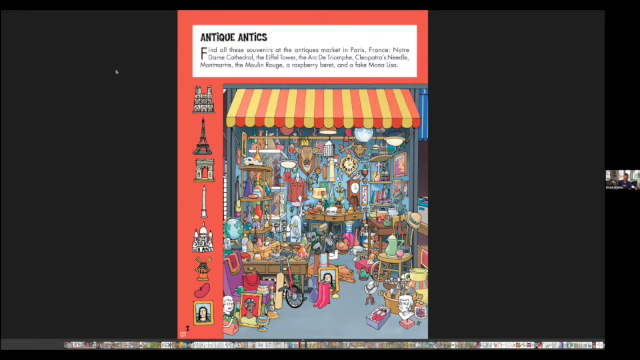 ANTIQUE ANTICS
Find all these souvenirs at the antiques market in Paris, France: Notre
Dame Cathedral, the Eiffel Tower, the Arc De Triomphe, Cleopatra's Needle,
Montmartre, the Moulin Rouge, a raspberry beret, and a fake Mona Lisa.
2